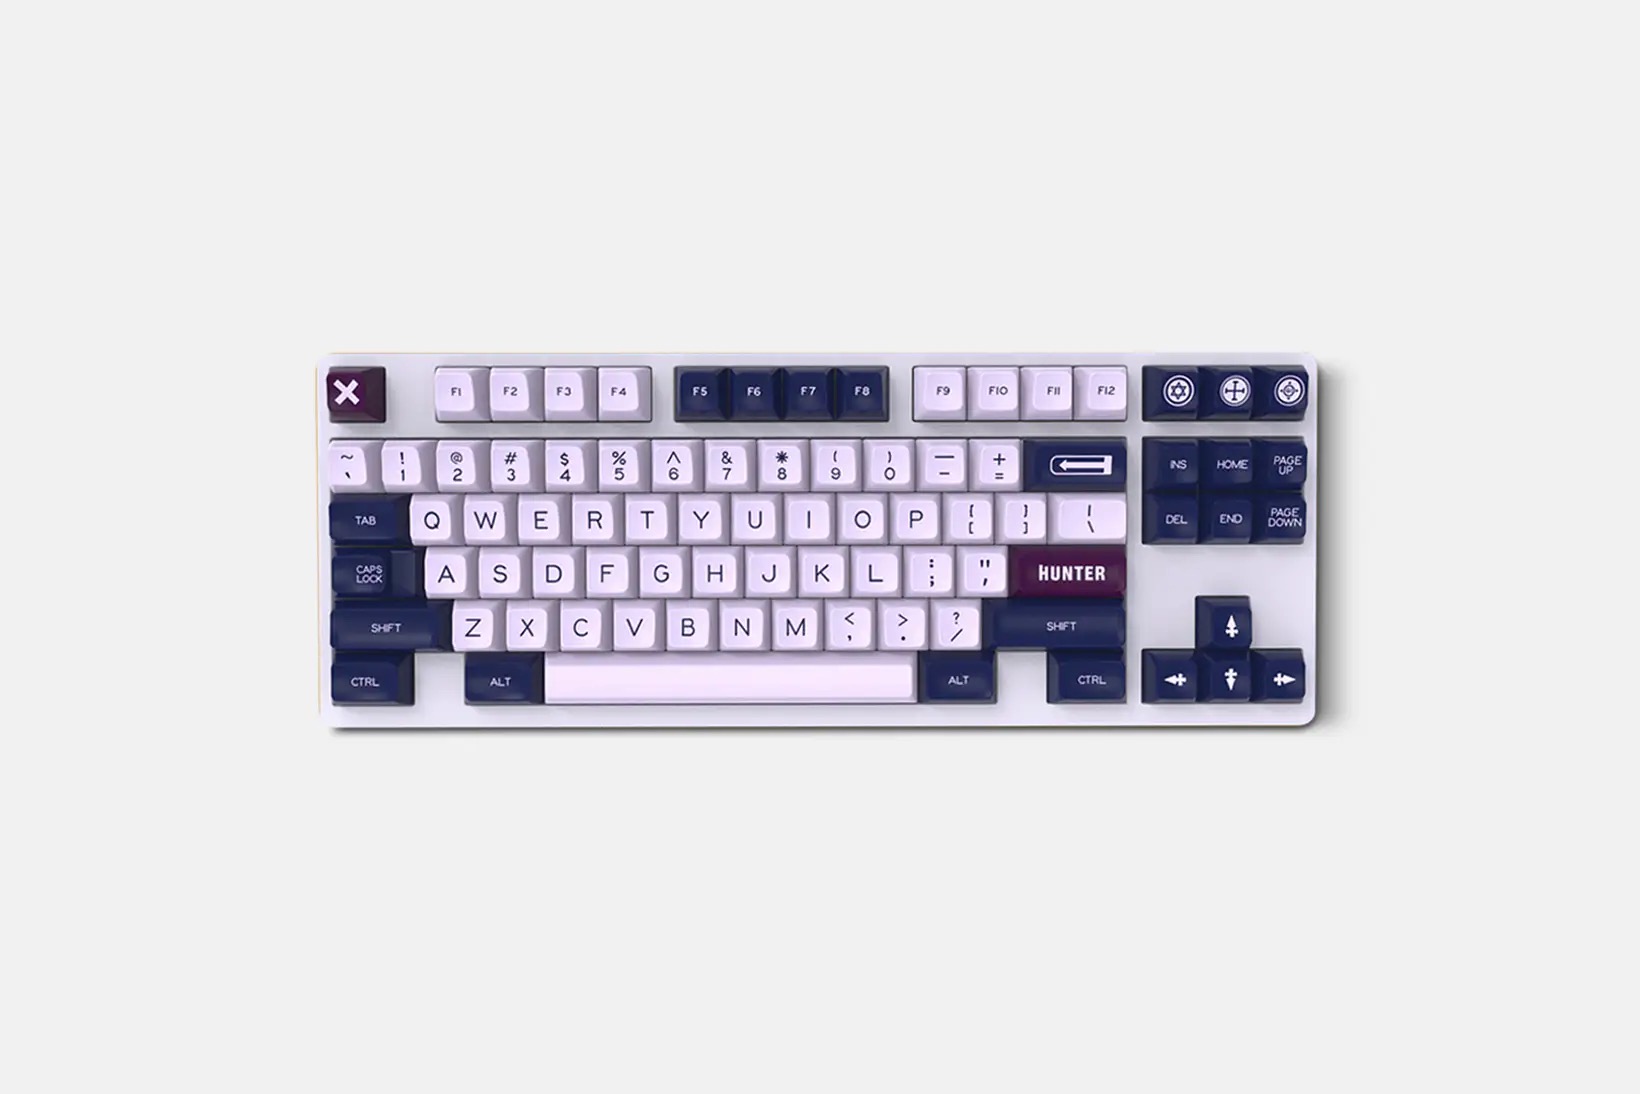 F1 F2 F3 F4 F5 F6 F7 F8 F9 F10 F11 F12
~ ! @ # $ % ^ & * ( ) — +
` 1 2 3 4 5 6 7 8 9 0 - =
INS HOME PAGE UP
TAB Q W E R T Y U I O P { } |
[ ] \
DEL END PAGE DOWN
CAPS LOCK A S D F G H J K L : "
; '
HUNTER
SHIFT Z X C V B N M < > ?
, . /
SHIFT
CTRL ALT ALT CTRL